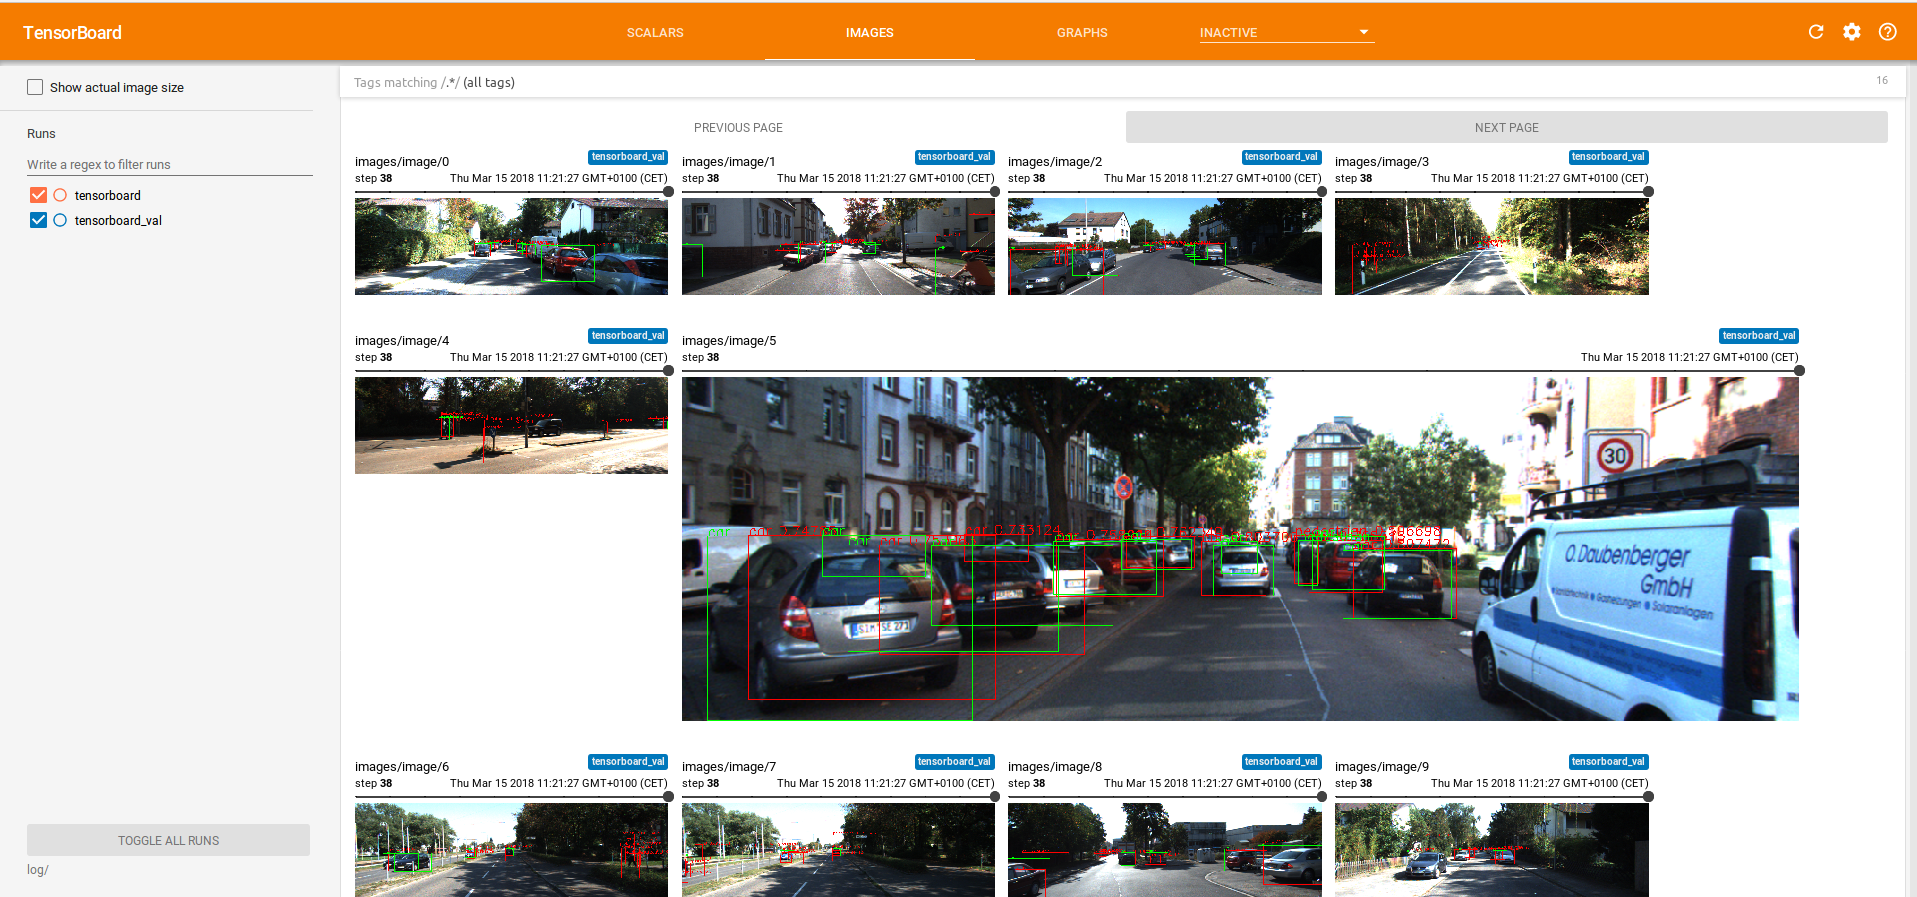 TensorBoard
SCALARS
IMAGES
GRAPHS
INACTIVE
Show actual image size
Tags matching /.*/ (all tags)
16
Runs
Write a regex to filter runs
tensorboard
tensorboard_val
TOGGLE ALL RUNS
log/
PREVIOUS PAGE
NEXT PAGE
images/image/0
tensorboard_val
step 38
Thu Mar 15 2018 11:21:27 GMT+0100 (CET)
images/image/1
tensorboard_val
step 38
Thu Mar 15 2018 11:21:27 GMT+0100 (CET)
images/image/2
tensorboard_val
step 38
Thu Mar 15 2018 11:21:27 GMT+0100 (CET)
images/image/3
tensorboard_val
step 38
Thu Mar 15 2018 11:21:27 GMT+0100 (CET)
images/image/4
tensorboard_val
step 38
Thu Mar 15 2018 11:21:27 GMT+0100 (CET)
images/image/5
tensorboard_val
step 38
Thu Mar 15 2018 11:21:27 GMT+0100 (CET)
30
O. Daubenberger
GmbH
Solaranlagen
car
images/image/6
tensorboard_val
step 38
Thu Mar 15 2018 11:21:27 GMT+0100 (CET)
images/image/7
tensorboard_val
step 38
Thu Mar 15 2018 11:21:27 GMT+0100 (CET)
images/image/8
tensorboard_val
step 38
Thu Mar 15 2018 11:21:27 GMT+0100 (CET)
images/image/9
tensorboard_val
step 38
Thu Mar 15 2018 11:21:27 GMT+0100 (CET)